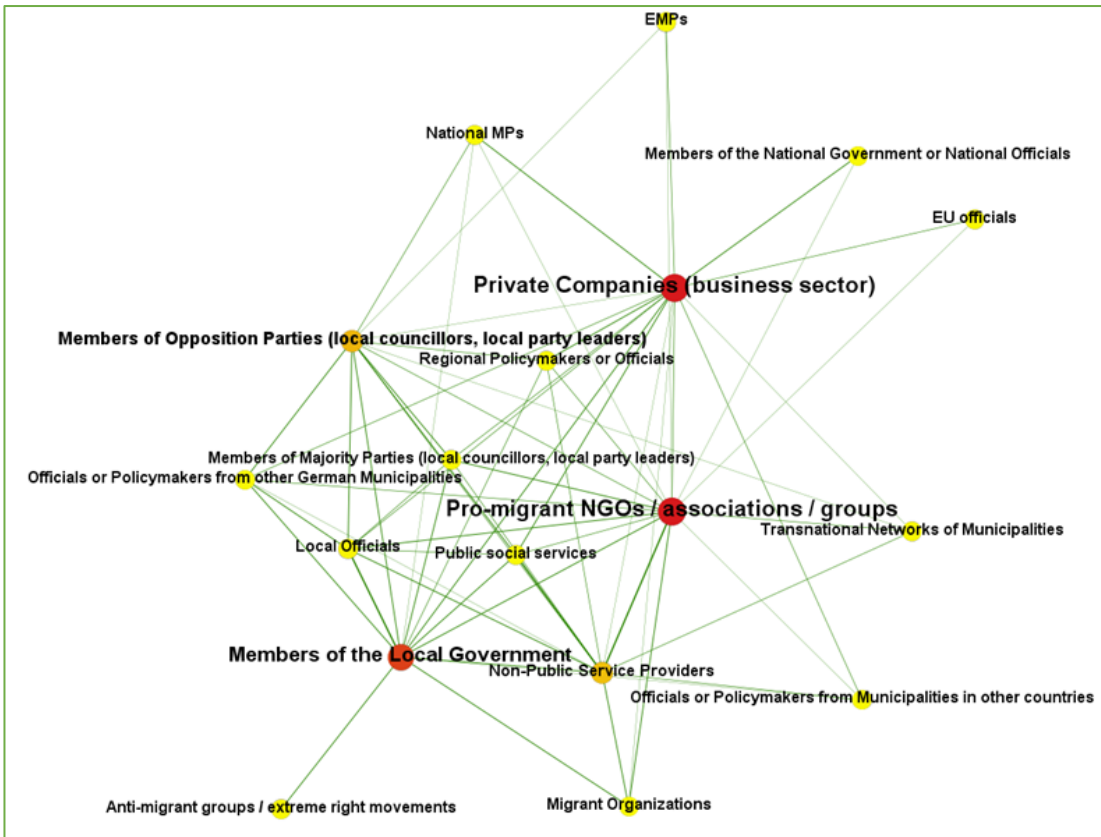 EMPs
National MPs
Members of the National Government or National Officials
EU officials
Private Companies (business sector)
Members of Opposition Parties (local councillors, local party leaders)
Regional Policymakers or Officials
Members of Majority Parties (local councillors, local party leaders)
Officials or Policymakers from other German Municipalities
Pro-migrant NGOs / associations / groups
Transnational Networks of Municipalities
Local Officials
Public social services
Members of the Local Government
Non-Public Service Providers
Officials or Policymakers from Municipalities in other countries
Anti-migrant groups / extreme right movements
Migrant Organizations